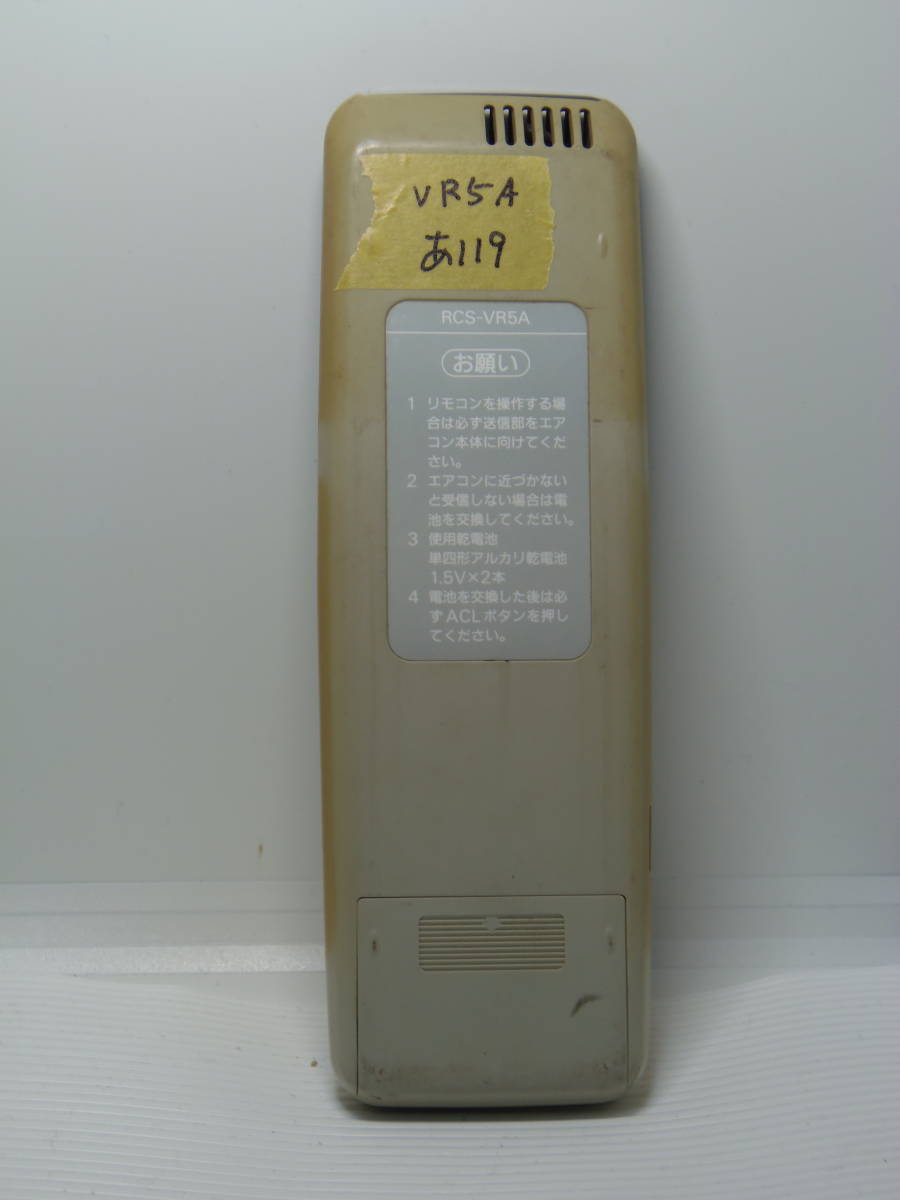 VR5A
あ119
RCS-VR5A
お願い
1 リモコンを操作する場
合は必ず送信部をエア
コン本体に向けてくだ
さい。
2 エアコンに近づかない
と受信しない場合は電
池を交換してください。
3 使用乾電池
単四形アルカリ乾電池
1.5V×2本
4 電池を交換した後は必
ずACLボタンを押し
てください。